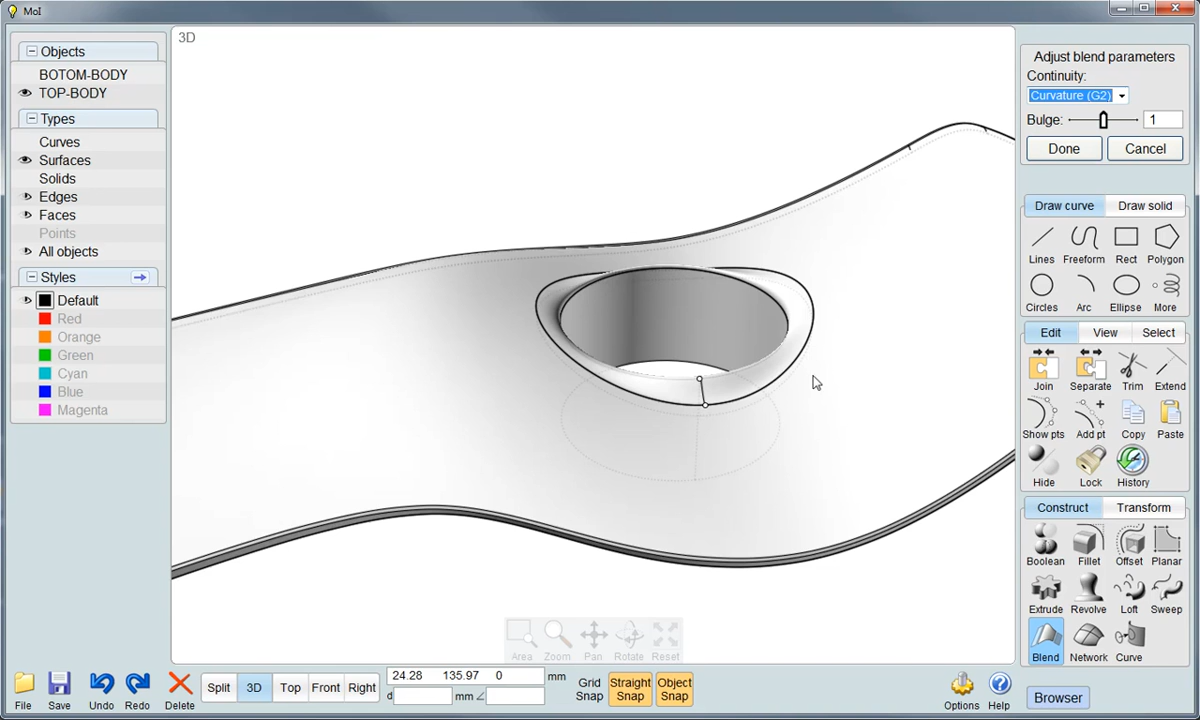 MoI
Objects
BOTOM-BODY
TOP-BODY
Types
Curves
Surfaces
Solids
Edges
Faces
Points
All objects
Styles
Default
Red
Orange
Green
Cyan
Blue
Magenta
3D
Area Zoom Pan Rotate Reset
Adjust blend parameters
Continuity:
Curvature (G2)
Bulge: 1
Done Cancel
Draw curve Draw solid
Lines Freeform Rect Polygon
Circles Arc Ellipse More
Edit View Select
Join Separate Trim Extend
Show pts Add pt Copy Paste
Hide Lock History
Construct Transform
Boolean Fillet Offset Planar
Extrude Revolve Loft Sweep
Blend Network Curve
File Save Undo Redo Delete
Split 3D Top Front Right
24.28 135.97 0 mm
d mm
Grid Snap
Straight Snap
Object Snap
Options Help
Browser